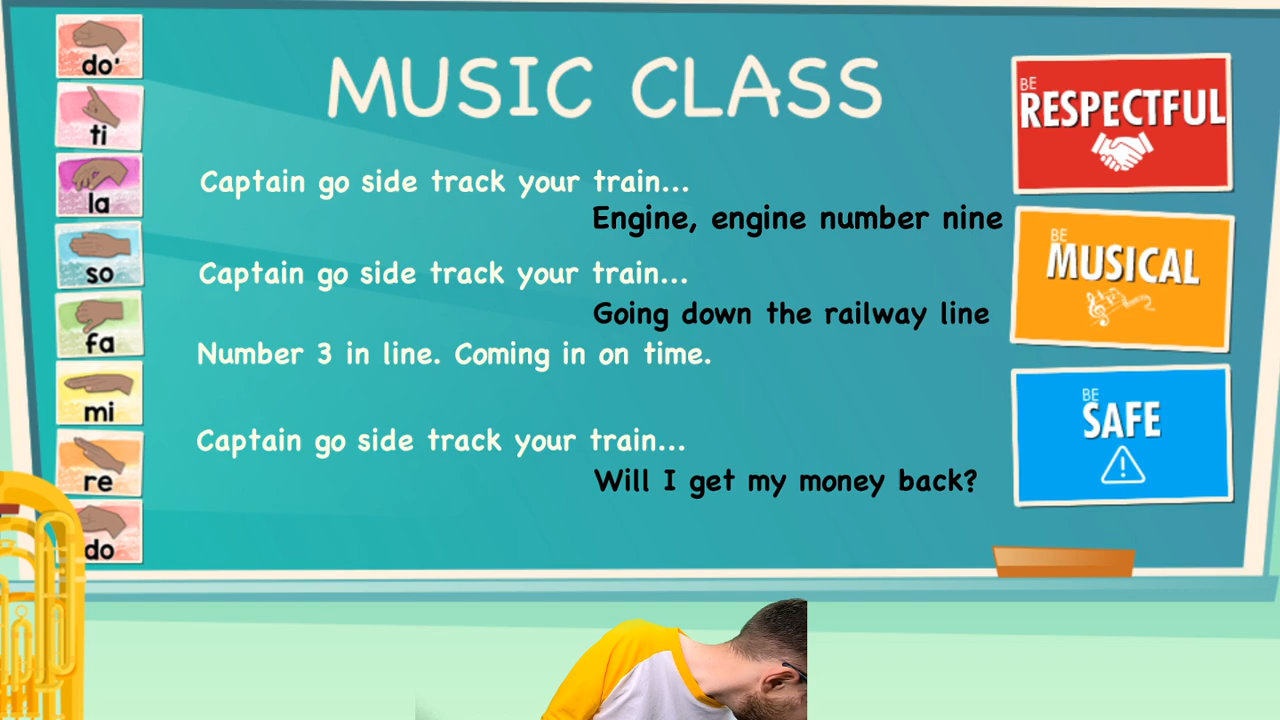 MUSIC CLASS
do'
ti
la
so
fa
mi
re
do
Captain go side track your train...
Engine, engine number nine
Captain go side track your train...
Going down the railway line
Number 3 in line. Coming in on time.
Captain go side track your train...
Will I get my money back?
BE
RESPECTFUL
BE
MUSICAL
BE
SAFE